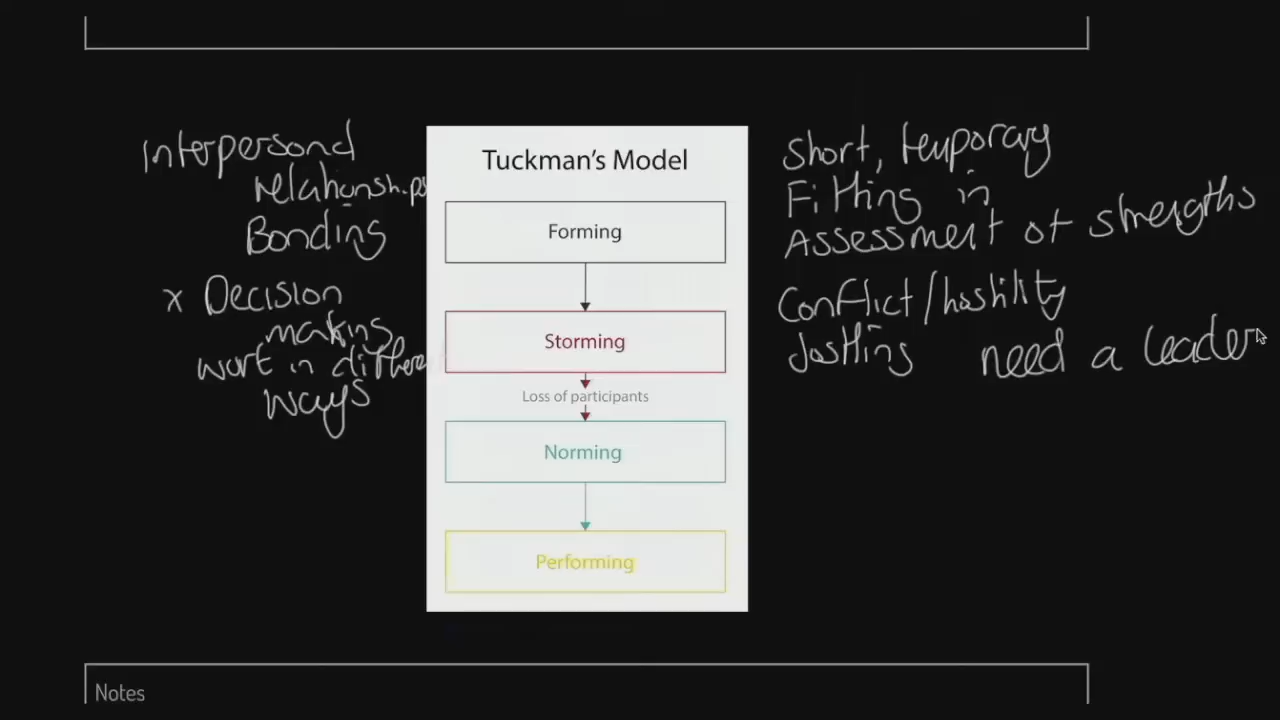 Interpersonal
relationships
Bonding
x Decision
making
work in differe
ways
Tuckman's Model
Forming
Storming
Loss of participants
Norming
Performing
Short, temporary
Fitting in
Assessment of strengths
Conflict/hostility
Jostling need a leader
Notes